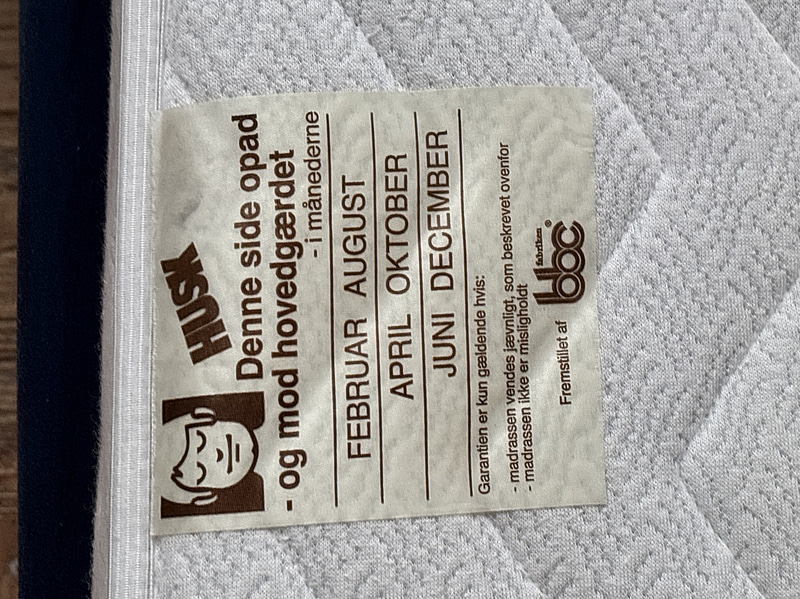 HUSK
Denne side opad
- og mod hovedgærdet
- i månederne
FEBRUAR AUGUST
APRIL OKTOBER
JUNI DECEMBER
Garantien er kun gældende hvis:
- madrassen vendes jævnligt, som beskrevet ovenfor
- madrassen ikke er misligholdt
Fremstillet af fabriken bbc®